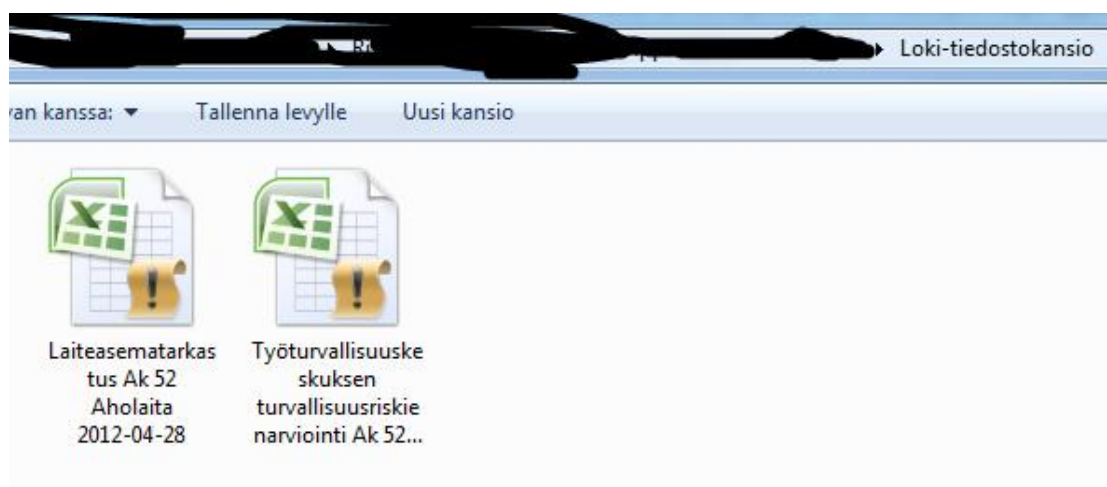 Loki-tiedostokansio
van kanssa: Tallenna levylle Uusi kansio
Laiteasematarkas
tus Ak 52
Aholaita
2012-04-28
Työturvallisuuske
skuksen
turvallisuusriskie
narviointi Ak 52...